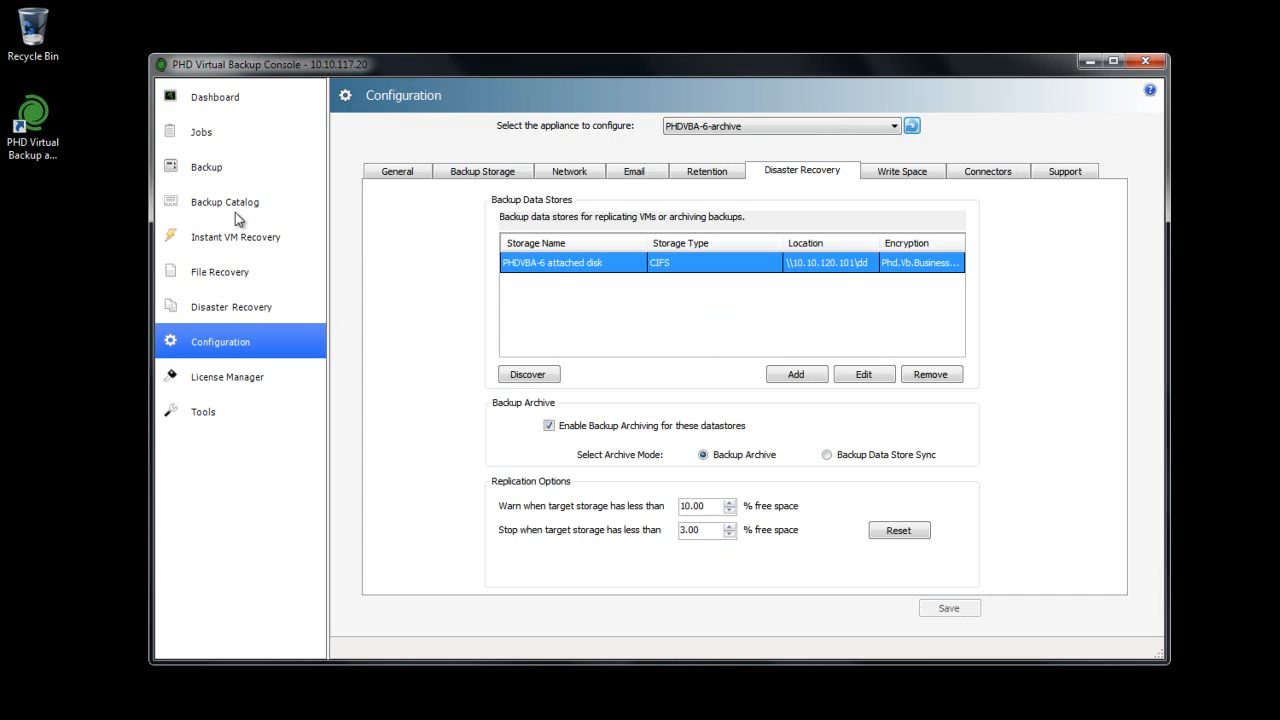 Recycle Bin
PHD Virtual
Backup a...
PHD Virtual Backup Console - 10.10.117.20
Dashboard
Jobs
Backup
Backup Catalog
Instant VM Recovery
File Recovery
Disaster Recovery
Configuration
License Manager
Tools
Configuration
Select the appliance to configure: PHDVBA-6-archive
General Backup Storage Network Email Retention Disaster Recovery Write Space Connectors Support
Backup Data Stores
Backup data stores for replicating VMs or archiving backups.
Storage Name Storage Type Location Encryption
PHDVBA-6 attached disk CIFS \\10.10.120.101\dd Phd.Vb.Business...
Discover Add Edit Remove
Backup Archive
Enable Backup Archiving for these datastores
Select Archive Mode: Backup Archive Backup Data Store Sync
Replication Options
Warn when target storage has less than 10.00 % free space
Stop when target storage has less than 3.00 % free space
Reset
Save